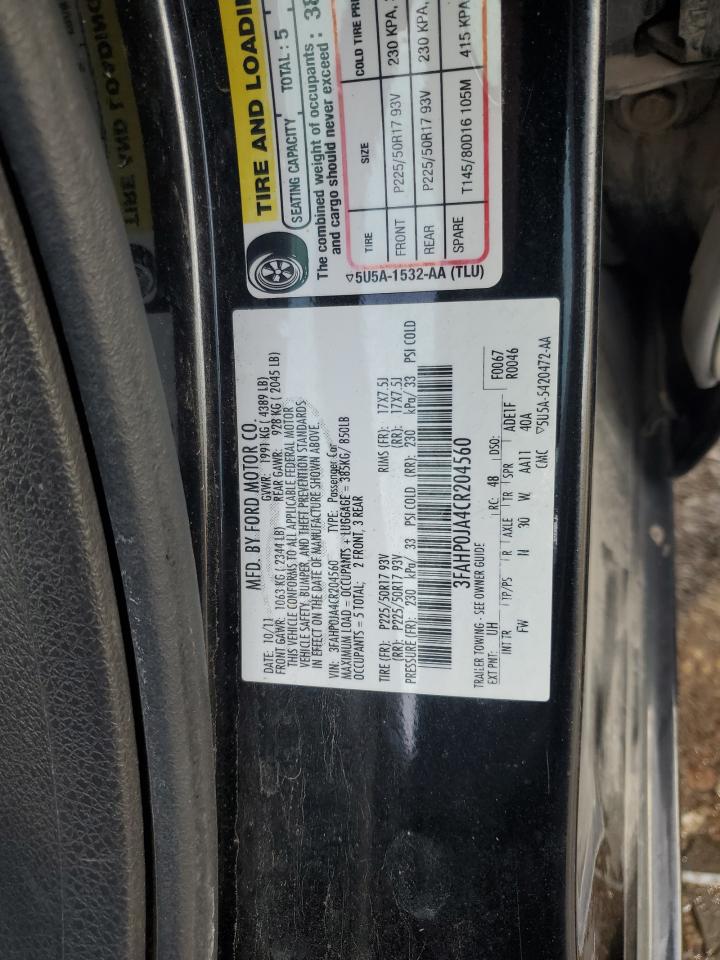 TIRE AND LOADIN
SEATING CAPACITY TOTAL : 5
The combined weight of occupants
and cargo should never exceed : 38
TIRE SIZE COLD TIRE PRE
FRONT P225/50R17 93V 230 KPA,
REAR P225/50R17 93V 230 KPA,
SPARE T145/80D16 105M 415 KPA
5U5A-1532-AA (TLU)
MFD. BY FORD MOTOR CO.
DATE: 10/11 GVWR: 1991 KG ( 4389 LB)
FRONT GAWR: 1063 KG ( 2344 LB) REAR GAWR: 928 KG ( 2045 LB)
THIS VEHICLE CONFORMS TO ALL APPLICABLE FEDERAL MOTOR
VEHICLE SAFETY, BUMPER, AND THEFT PREVENTION STANDARDS
IN EFFECT ON THE DATE OF MANUFACTURE SHOWN ABOVE.
VIN: 3FAHP0JA4CR204560 TYPE: Passenger Car
MAXIMUM LOAD = OCCUPANTS + LUGGAGE = 385KG/ 850LB
OCCUPANTS = 5 TOTAL; 2 FRONT, 3 REAR
TIRE (FR): P225/50R17 93V RIMS (FR): 17X7.5J
(RR): P225/50R17 93V (RR): 17X7.5J
PRESSURE (FR): 230 kPa/ 33 PSI COLD (RR): 230 kPa/ 33 PSI COLD
3FAHP0JA4CR204560
TRAILER TOWING - SEE OWNER GUIDE F0067
EXT PNT: UH RC: 48 DSO: R0046
INT TR TP/PS R AXLE TR SPR ADE1F
FW N 30 W AA11 40A
CMC 5U5A-5420472-AA